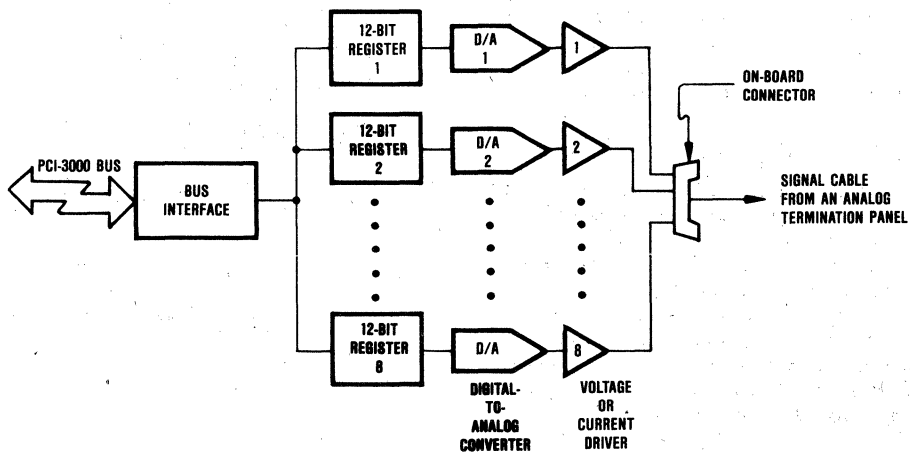 12-BIT
REGISTER
1
D/A
1
1
ON-BOARD
CONNECTOR
PCI-3000 BUS
BUS
INTERFACE
12-BIT
REGISTER
2
D/A
2
2
SIGNAL CABLE
FROM AN ANALOG
TERMINATION PANEL
12-BIT
REGISTER
8
D/A
8
DIGITAL-
TO-
ANALOG
CONVERTER
VOLTAGE
OR
CURRENT
DRIVER